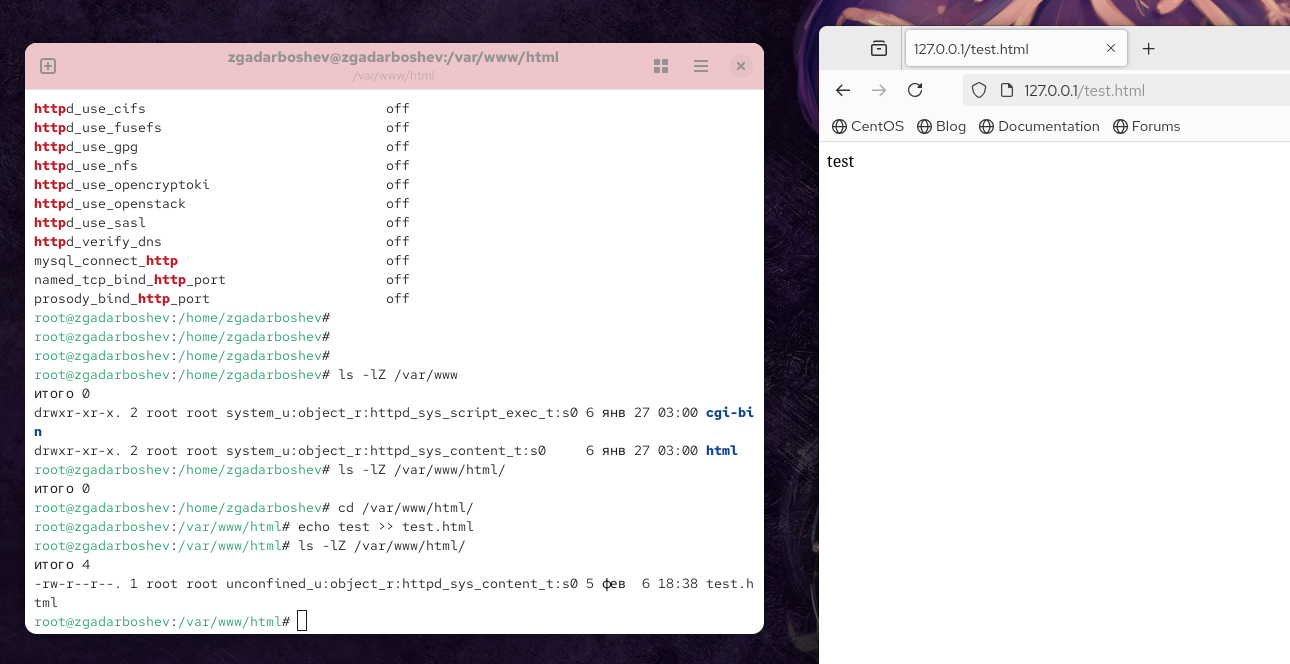 zgadarboshev@zgadarboshev:/var/www/html
/var/www/html
httpd_use_cifs off
httpd_use_fusefs off
httpd_use_gpg off
httpd_use_nfs off
httpd_use_opencryptoki off
httpd_use_openstack off
httpd_use_sasl off
httpd_verify_dns off
mysql_connect_http off
named_tcp_bind_http_port off
prosody_bind_http_port off
root@zgadarboshev:/home/zgadarboshev#
root@zgadarboshev:/home/zgadarboshev#
root@zgadarboshev:/home/zgadarboshev#
root@zgadarboshev:/home/zgadarboshev# ls -lZ /var/www
итого 0
drwxr-xr-x. 2 root root system_u:object_r:httpd_sys_script_exec_t:s0 6 янв 27 03:00 cgi-bi
n
drwxr-xr-x. 2 root root system_u:object_r:httpd_sys_content_t:s0 6 янв 27 03:00 html
root@zgadarboshev:/home/zgadarboshev# ls -lZ /var/www/html/
итого 0
root@zgadarboshev:/home/zgadarboshev# cd /var/www/html/
root@zgadarboshev:/var/www/html# echo test >> test.html
root@zgadarboshev:/var/www/html# ls -lZ /var/www/html/
итого 4
-rw-r--r--. 1 root root unconfined_u:object_r:httpd_sys_content_t:s0 5 фев 6 18:38 test.h
tml
root@zgadarboshev:/var/www/html#
127.0.0.1/test.html
127.0.0.1/test.html
CentOS Blog Documentation Forums
test